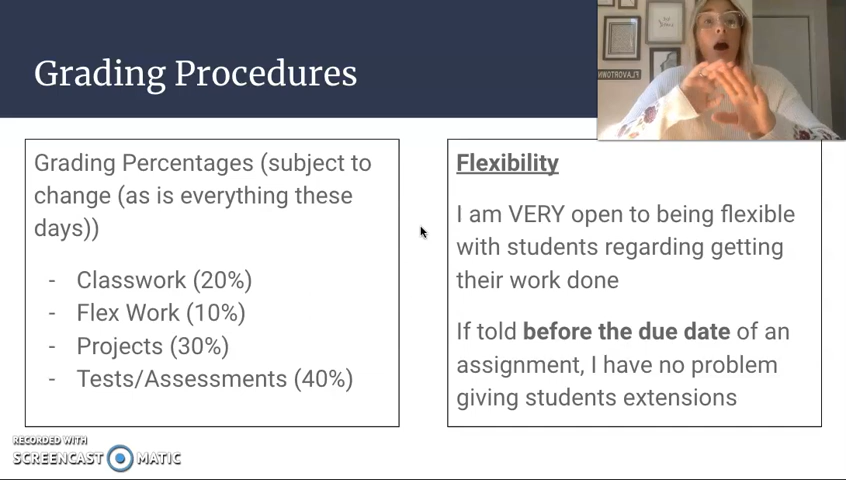 Grading Procedures
Grading Percentages (subject to
change (as is everything these
days))
- Classwork (20%)
- Flex Work (10%)
- Projects (30%)
- Tests/Assessments (40%)
Flexibility
I am VERY open to being flexible
with students regarding getting
their work done
If told before the due date of an
assignment, I have no problem
giving students extensions
FLAVORTOWN
RECORDED WITH
SCREENCAST MATIC